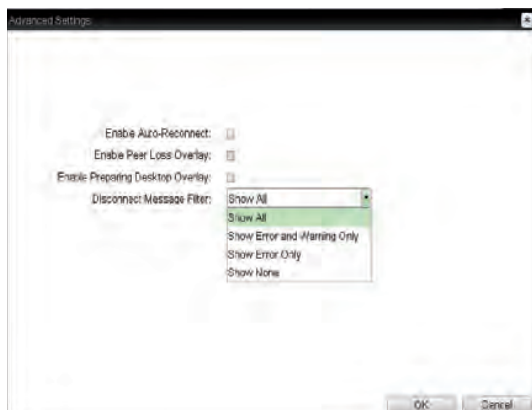 Advanced Settings
Enable Auto-Reconnect:
Enable Peer Loss Overlay:
Enable Preparing Desktop Overlay:
Disconnect Message Filter: Show All
Show All
Show Error and Warning Only
Show Error Only
Show None
OK Cancel